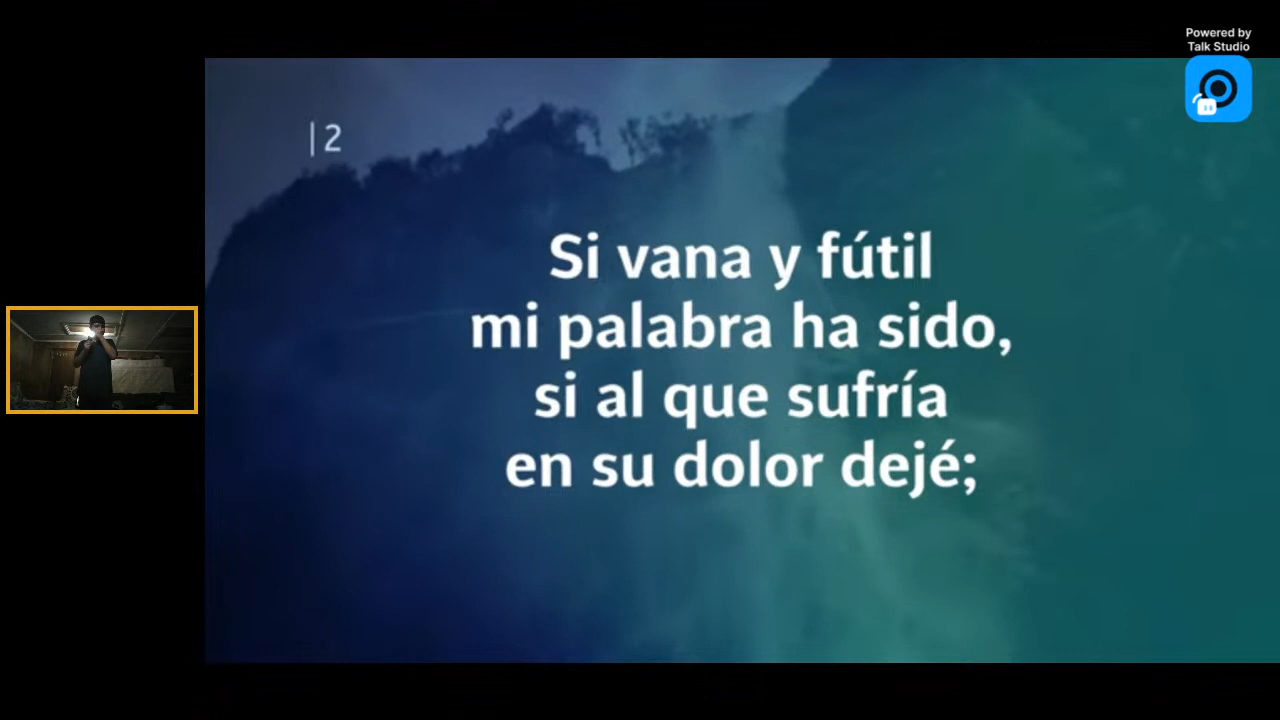 Powered by
Talk Studio
|2
Si vana y fútil
mi palabra ha sido,
si al que sufría
en su dolor dejé;